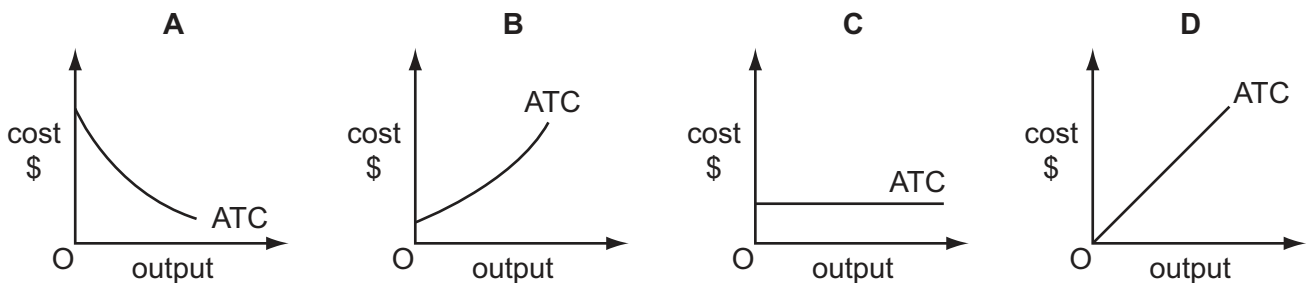 A
cost
$
ATC
O
output
B
cost
$
ATC
O
output
C
cost
$
ATC
O
output
D
cost
$
ATC
O
output